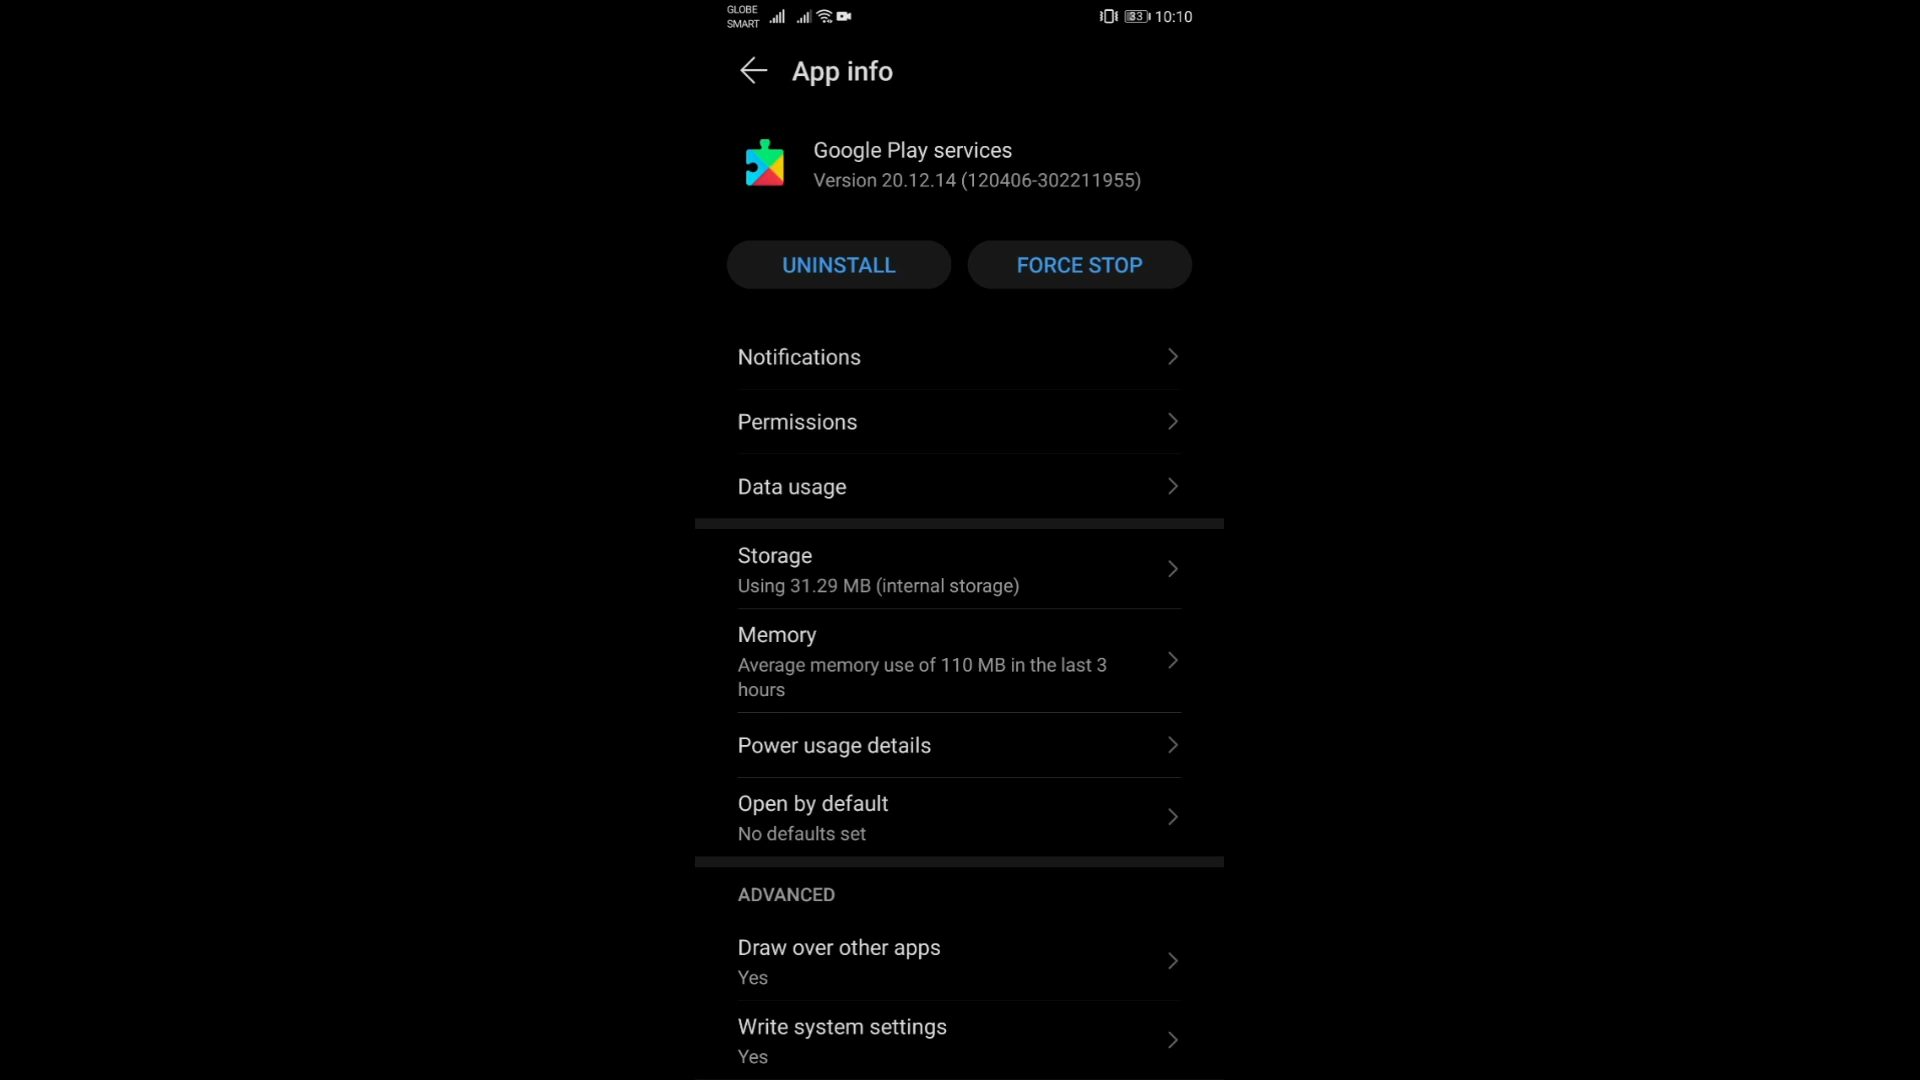 GLOBE
SMART
33 10:10
App info
Google Play services
Version 20.12.14 (120406-302211955)
UNINSTALL
FORCE STOP
Notifications
Permissions
Data usage
Storage
Using 31.29 MB (internal storage)
Memory
Average memory use of 110 MB in the last 3
hours
Power usage details
Open by default
No defaults set
ADVANCED
Draw over other apps
Yes
Write system settings
Yes